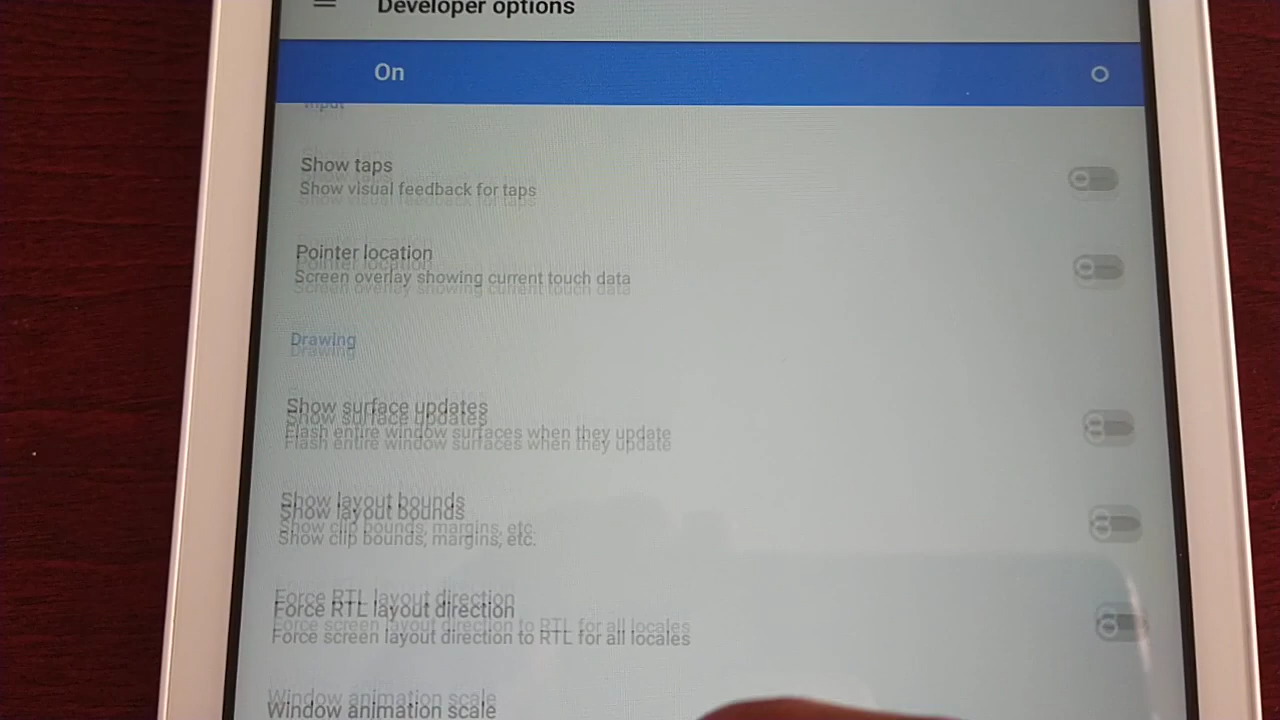 Developer options
On
Input
Show taps
Show visual feedback for taps
Pointer location
Screen overlay showing current touch data
Drawing
Show surface updates
Flash entire window surfaces when they update
Show layout bounds
Show clip bounds, margins, etc.
Force RTL layout direction
Force screen layout direction to RTL for all locales
Window animation scale